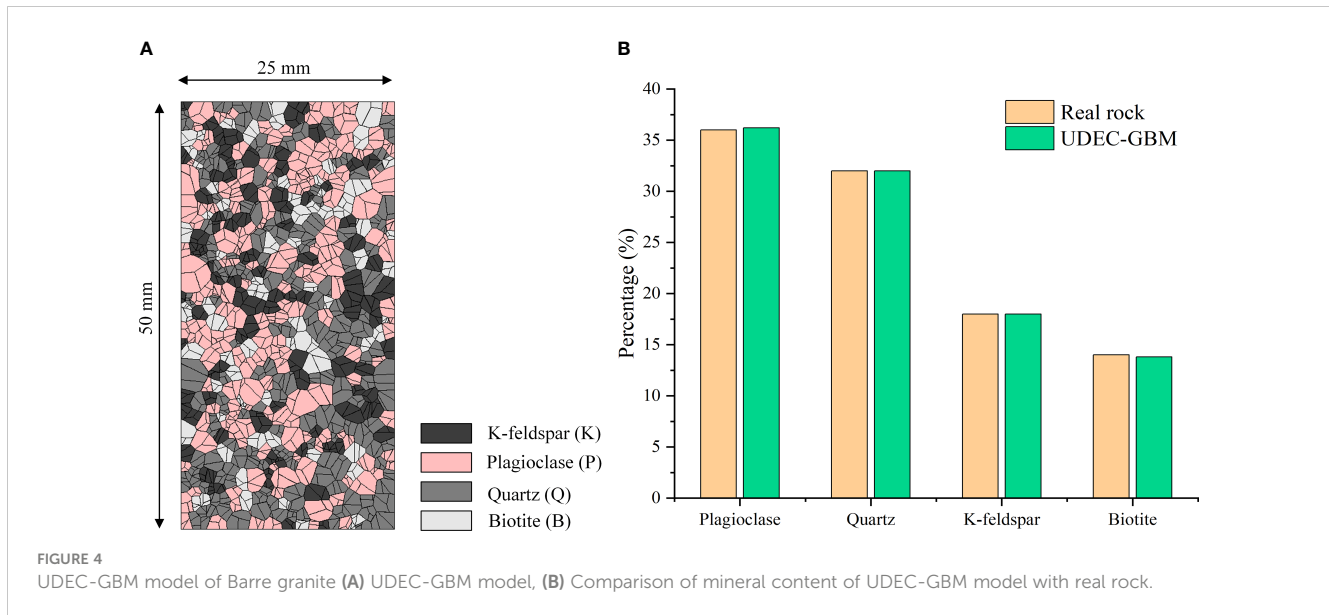 A
25 mm
50 mm
K-feldspar (K)
Plagioclase (P)
Quartz (Q)
Biotite (B)
B
Real rock
UDEC-GBM
Percentage (%)
40
35
30
25
20
15
10
5
0
Plagioclase Quartz K-feldspar Biotite
FIGURE 4
UDEC-GBM model of Barre granite (A) UDEC-GBM model, (B) Comparison of mineral content of UDEC-GBM model with real rock.